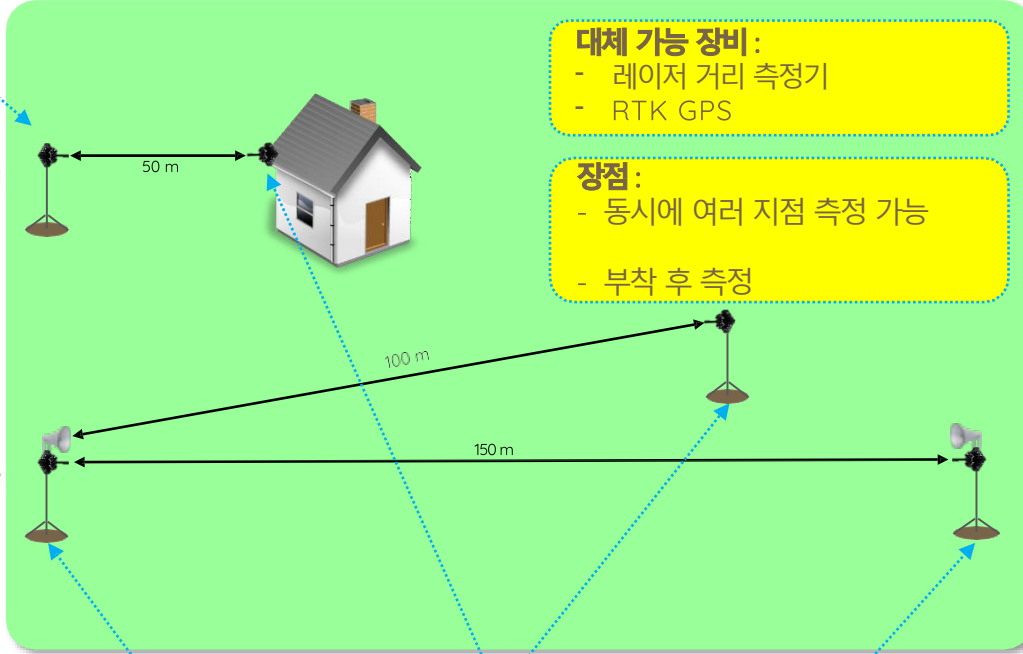 대체 가능 장비 :
- 레이저 거리 측정기
- RTK GPS
50 m
장점 :
- 동시에 여러 지점 측정 가능
- 부착 후 측정
100 m
150 m